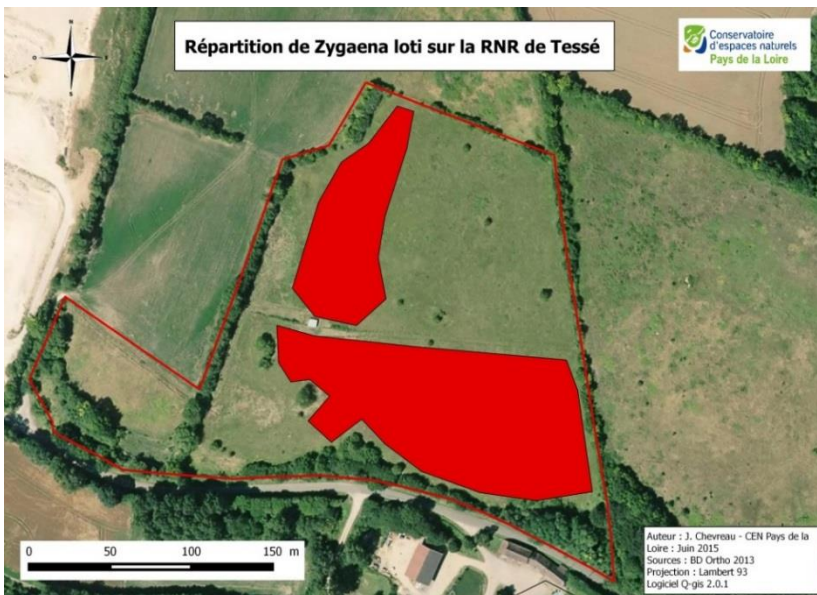 Répartition de Zygaena loti sur la RNR de Tessé
Conservatoire
d'espaces naturels
Pays de la Loire
N
O
E
S
0 50 100 150 m
Auteur : J. Chevreau - CEN Pays de la
Loire : Juin 2015
Sources : BD Ortho 2013
Projection : Lambert 93
Logiciel Q-gis 2.0.1